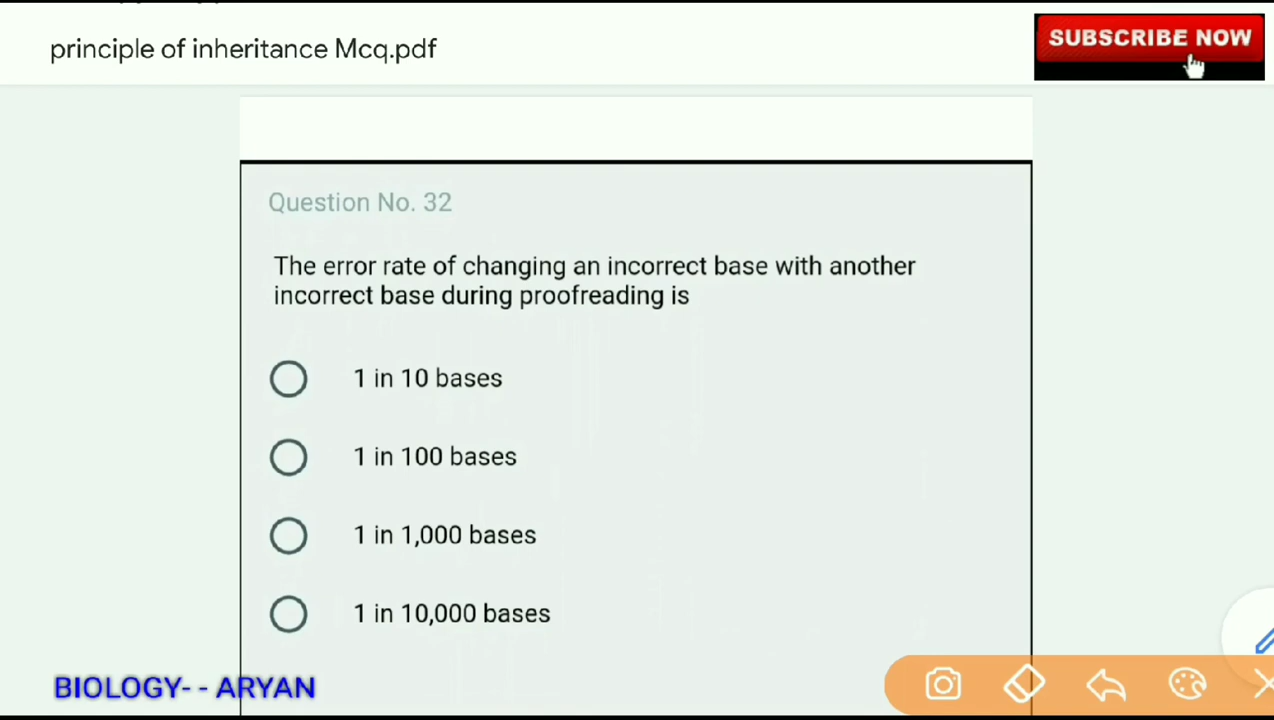 principle of inheritance Mcq.pdf
SUBSCRIBE NOW
Question No. 32
The error rate of changing an incorrect base with another
incorrect base during proofreading is
1 in 10 bases
1 in 100 bases
1 in 1,000 bases
1 in 10,000 bases
BIOLOGY- - ARYAN